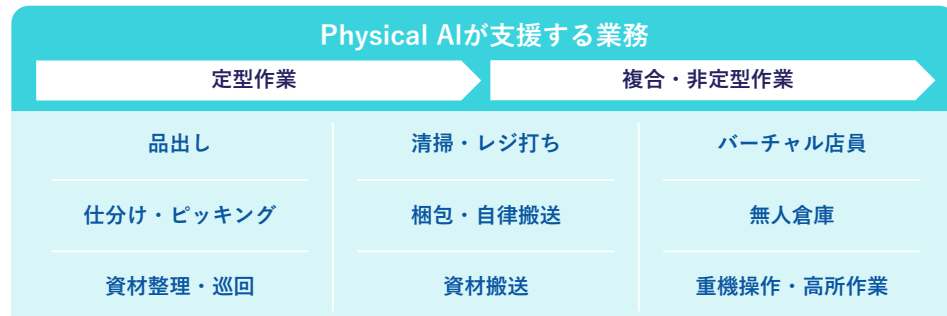 Physical AIが支援する業務
定型作業
複合・非定型作業
品出し
清掃・レジ打ち
バーチャル店員
仕分け・ピッキング
梱包・自律搬送
無人倉庫
資材整理・巡回
資材搬送
重機操作・高所作業